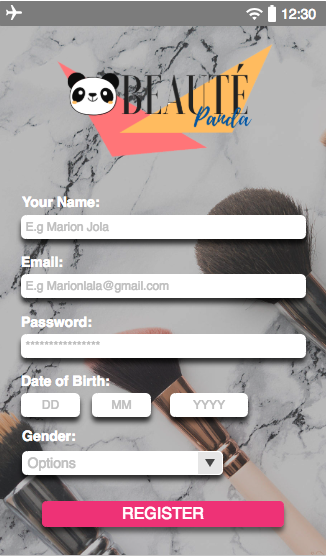 12:30
BEAUTÉ
Panda
Your Name:
E.g Marion Jola
Email:
E.g Marionlala@gmail.com
Password:
****************
Date of Birth:
DD MM YYYY
Gender:
Options
REGISTER